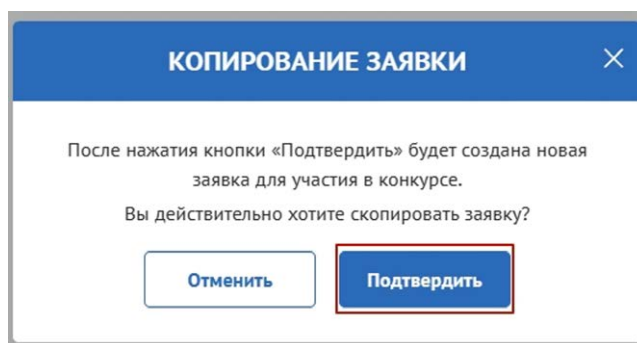 КОПИРОВАНИЕ ЗАЯВКИ
После нажатия кнопки «Подтвердить» будет создана новая
заявка для участия в конкурсе.
Вы действительно хотите скопировать заявку?
Отменить
Подтвердить